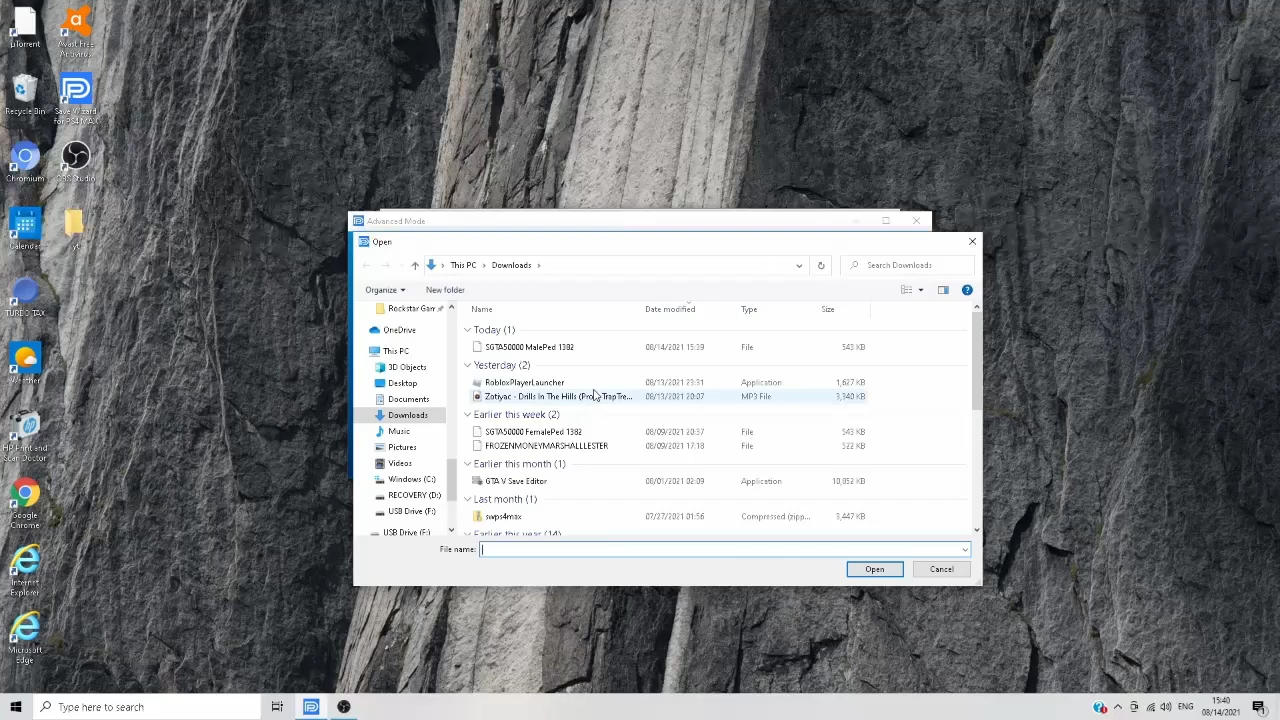 µTorrent
Avast Free
Antivirus
Recycle Bin
Save Wizard
for PS4 MAX
Chromium
OBS Studio
Calendar
yt
TURBO TAX
Weather
HP Print and
Scan Doctor
Google
Chrome
Internet
Explorer
Microsoft
Edge
Advanced Mode
Open
This PC > Downloads >
Search Downloads
Organize
New folder
Name Date modified Type Size
Rockstar Gam
OneDrive
This PC
3D Objects
Desktop
Documents
Downloads
Music
Pictures
Videos
Windows (C:)
RECOVERY (D:)
USB Drive (F:)
USB Drive (F:)
Today (1)
SGTA50000 MalePed 1382 08/14/2021 15:39 File 543 KB
Yesterday (2)
RobloxPlayerLauncher 08/13/2021 23:31 Application 1,627 KB
Zotiyac - Drills In The Hills (Pro TrapTre... 08/13/2021 20:07 MP3 File 3,340 KB
Earlier this week (2)
SGTA50000 FemalePed 1382 08/09/2021 20:37 File 543 KB
FROZENMONEYMARSHALLLESTER 08/09/2021 17:18 File 522 KB
Earlier this month (1)
GTA V Save Editor 08/01/2021 02:09 Application 10,852 KB
Last month (1)
swps4max 07/27/2021 01:56 Compressed (zipp... 3,447 KB
Earlier this year (14)
File name:
Open Cancel
Type here to search
ENG
15:40
08/14/2021